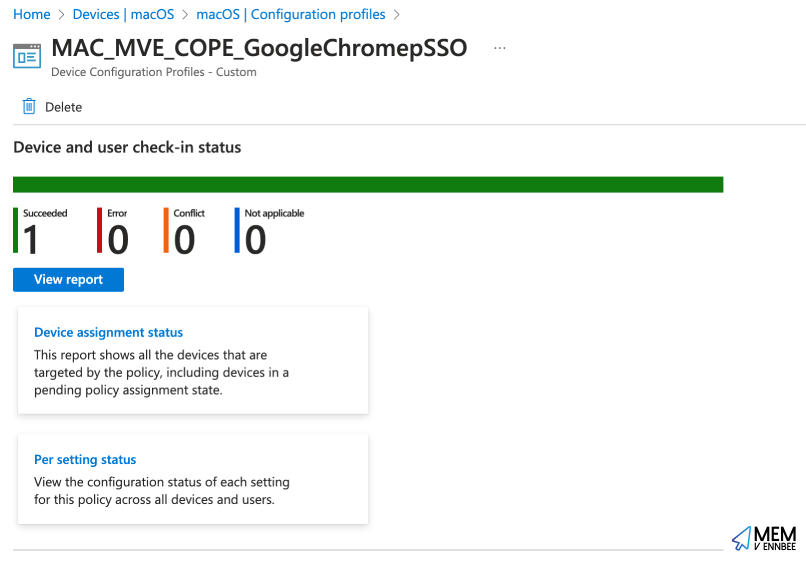 Home > Devices | macOS > macOS | Configuration profiles >
MAC_MVE_COPE_GoogleChromepSSO ...
Device Configuration Profiles - Custom
Delete
Device and user check-in status
Succeeded Error Conflict Not applicable
1 0 0 0
View report
Device assignment status
This report shows all the devices that are
targeted by the policy, including devices in a
pending policy assignment state.
Per setting status
View the configuration status of each setting
for this policy across all devices and users.
MEM
V ENNBEE